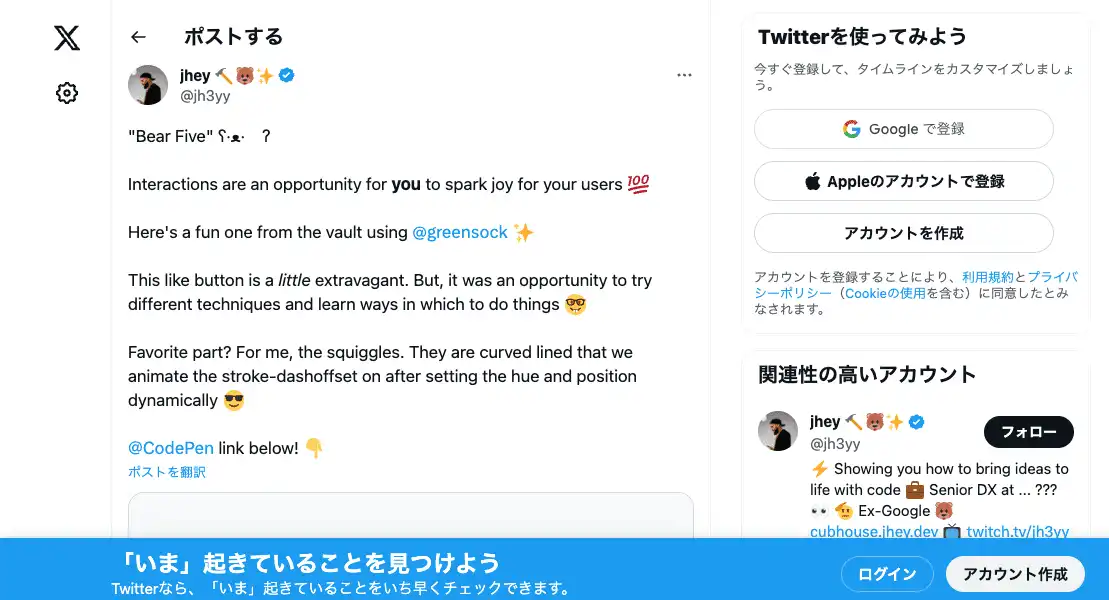 ポストする
jhey 🔨🐻✨
@jh3yy
"Bear Five" ʕ·ᴥ· ?
Interactions are an opportunity for you to spark joy for your users 💯
Here's a fun one from the vault using @greensock ✨
This like button is a little extravagant. But, it was an opportunity to try
different techniques and learn ways in which to do things 🤓
Favorite part? For me, the squiggles. They are curved lined that we
animate the stroke-dashoffset on after setting the hue and position
dynamically 😎
@CodePen link below! 👇
ポストを翻訳
Twitterを使ってみよう
今すぐ登録して、タイムラインをカスタマイズしましょ
う。
Google で登録
Appleのアカウントで登録
アカウントを作成
アカウントを登録することにより、利用規約とプライバ
シーポリシー（Cookieの使用を含む）に同意したとみ
なされます。
関連性の高いアカウント
jhey 🔨🐻✨
@jh3yy
フォロー
⚡ Showing you how to bring ideas to
life with code 💼 Senior DX at ... ???
👀 🫡 Ex-Google 🐻
cubhouse.jhey.dev 📺 twitch.tv/jh3yy
「いま」起きていることを見つけよう
Twitterなら、「いま」起きていることをいち早くチェックできます。
ログイン
アカウント作成